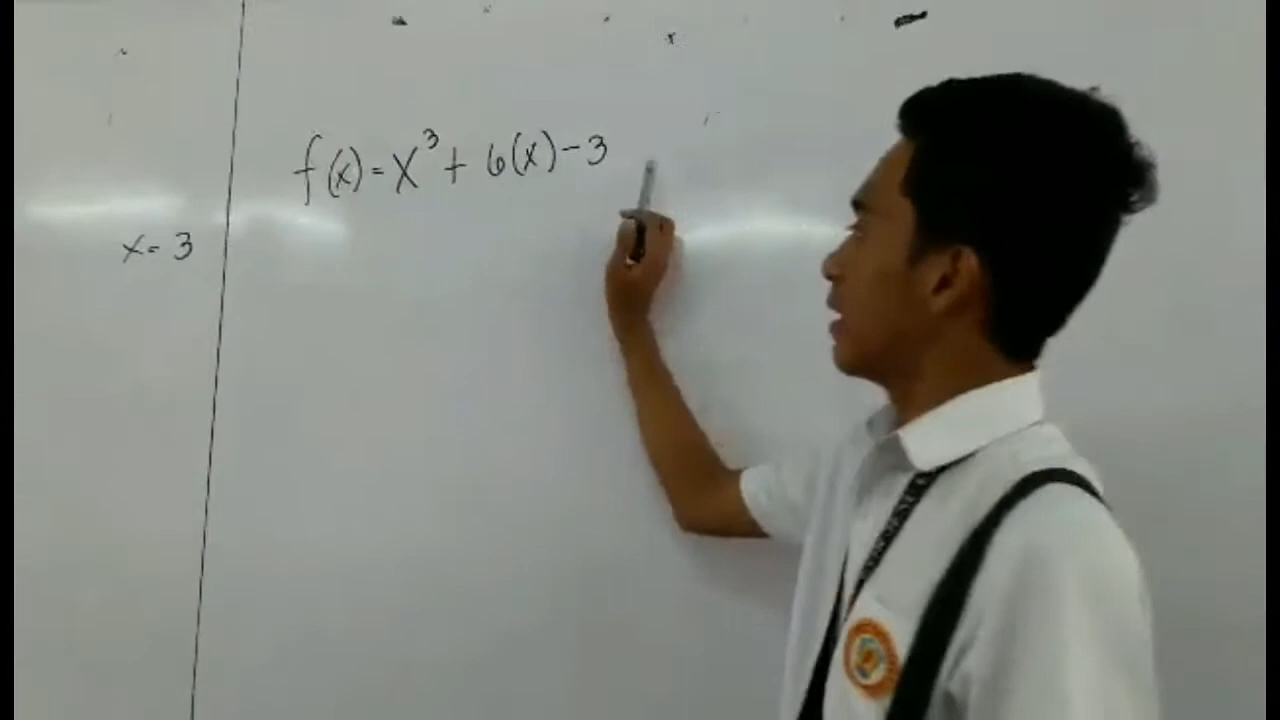 f(x) = x³ + 6(x) - 3
x = 3